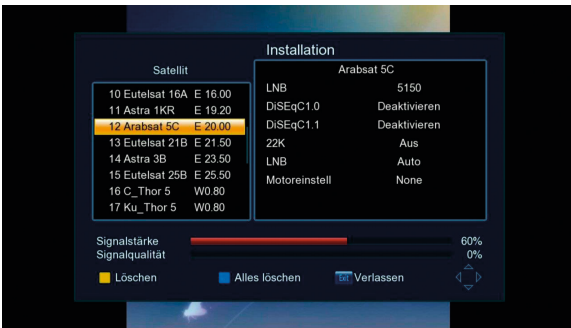 Installation
Satellit
10 Eutelsat 16A E 16.00
11 Astra 1KR E 19.20
12 Arabsat 5C E 20.00
13 Eutelsat 21B E 21.50
14 Astra 3B E 23.50
15 Eutelsat 25B E 25.50
16 C_Thor 5 W0.80
17 Ku_Thor 5 W0.80
Arabsat 5C
LNB 5150
DiSEqC1.0 Deaktivieren
DiSEqC1.1 Deaktivieren
22K Aus
LNB Auto
Motoreinstell None
Signalstärke 60%
Signalqualität 0%
Löschen Alles löschen Exit Verlassen